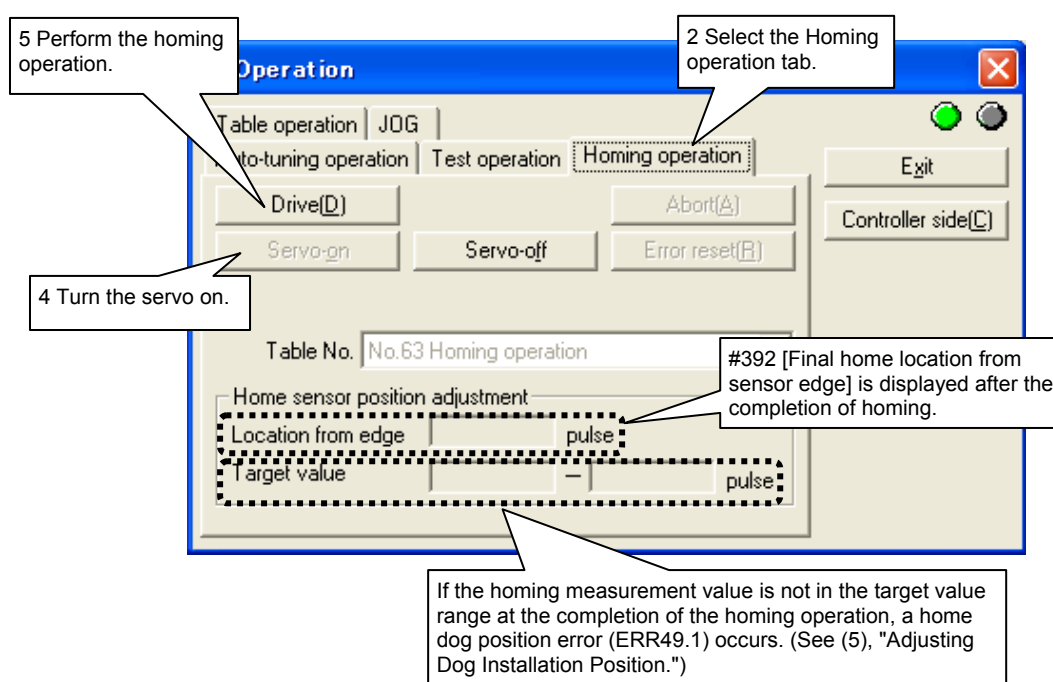 5 Perform the homing
operation.
2 Select the Homing
operation tab.
Operation
Table operation
JOG
Auto-tuning operation
Test operation
Homing operation
Exit
Drive(D)
Abort(A)
Controller side(C)
Servo-on
Servo-off
Error reset(R)
4 Turn the servo on.
Table No.
No.63 Homing operation
#392 [Final home location from
sensor edge] is displayed after the
completion of homing.
Home sensor position adjustment
Location from edge
pulse
Target value
–
pulse
If the homing measurement value is not in the target value
range at the completion of the homing operation, a home
dog position error (ERR49.1) occurs. (See (5), "Adjusting
Dog Installation Position.")